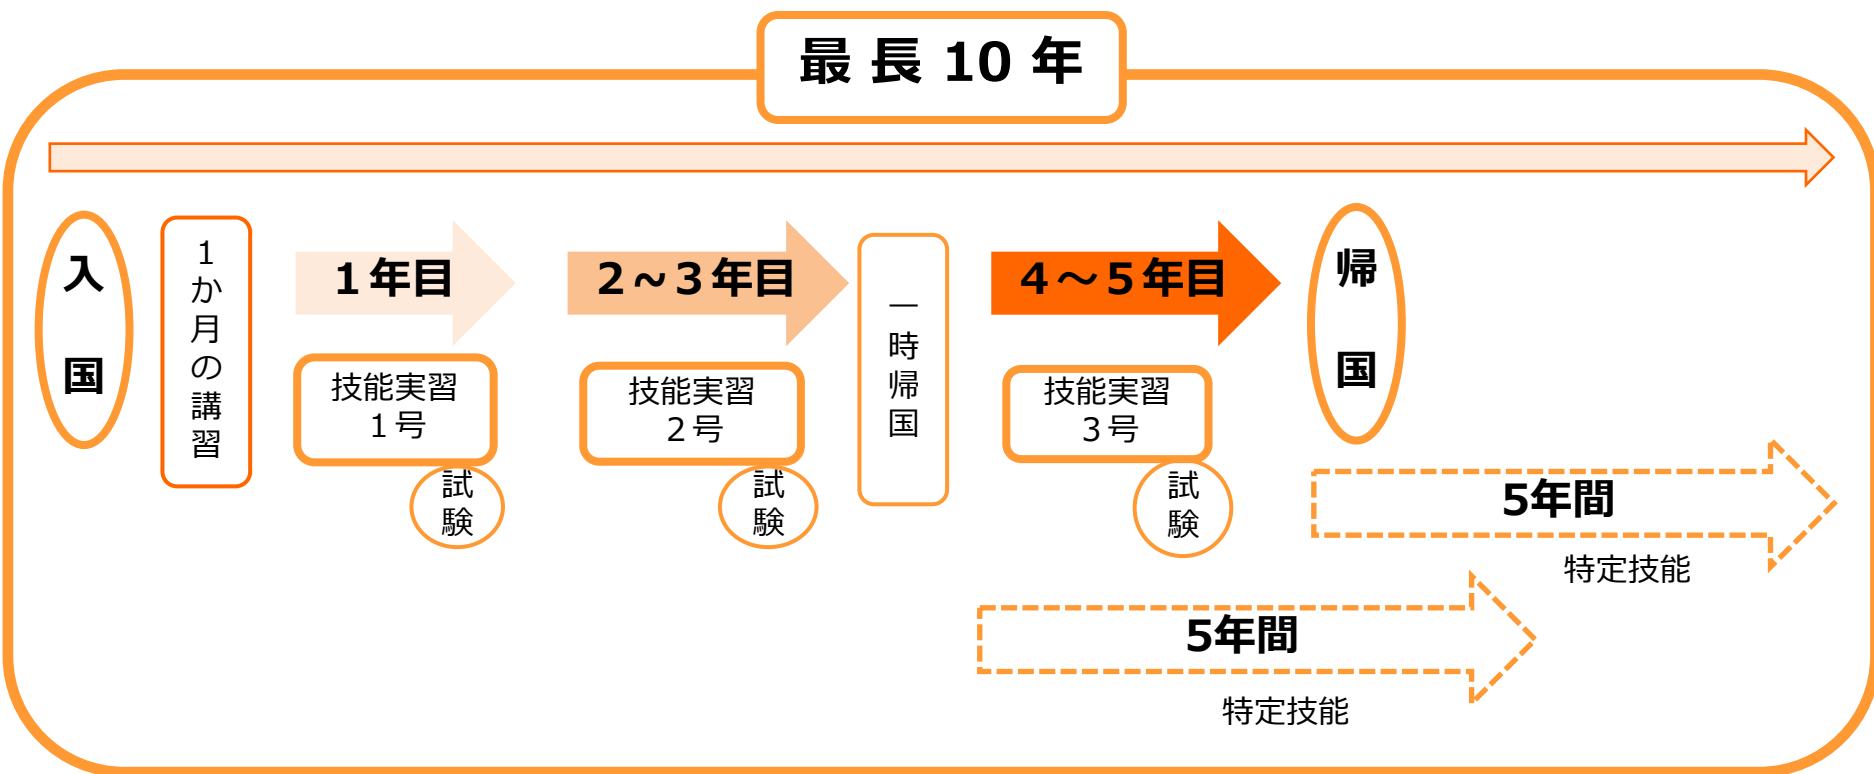 最 長 10 年
入国
１か月の講習
１年目
技能実習
１号
試験
２～３年目
技能実習
２号
試験
一時帰国
４～５年目
技能実習
３号
試験
帰国
5年間
特定技能
5年間
特定技能